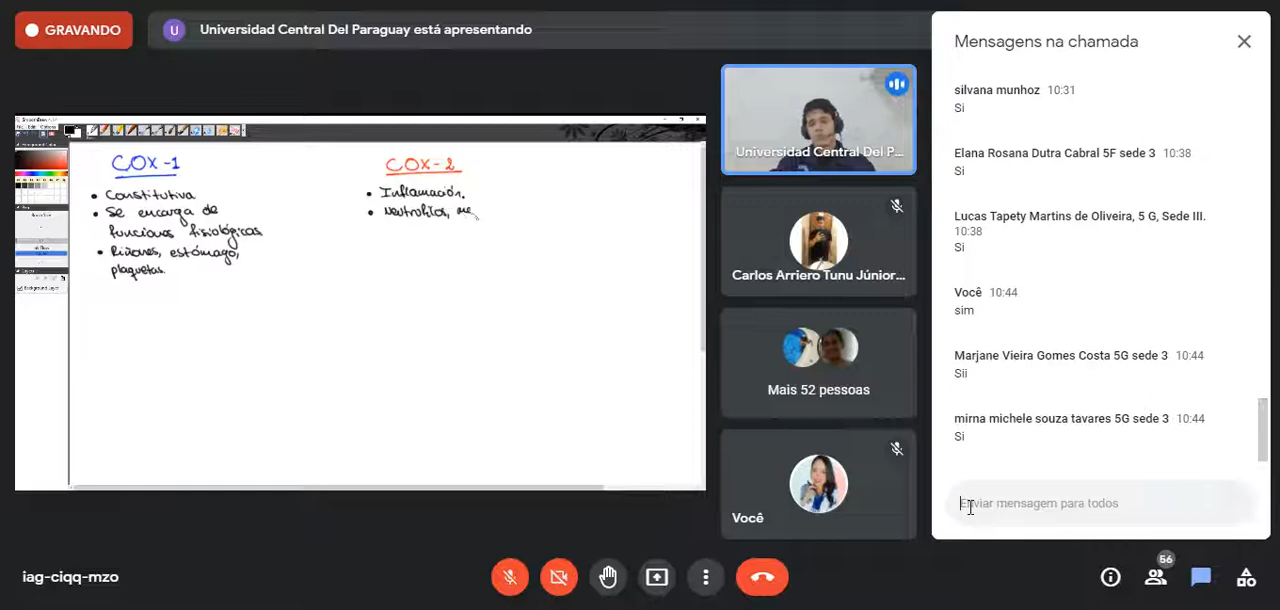 GRAVANDO
U
Universidad Central Del Paraguay está apresentando
Mensagens na chamada
silvana munhoz 10:31
Si
Elana Rosana Dutra Cabral 5F sede 3 10:38
Si
Lucas Tapety Martins de Oliveira, 5 G, Sede III.
10:38
Si
Você 10:44
sim
Marjane Vieira Gomes Costa 5G sede 3 10:44
Sii
mirna michele souza tavares 5G sede 3 10:44
Si
Enviar mensagem para todos
COX-1
• Constitutiva
• Se encarga de
funciones fisiológicas
• Riñones, estómago,
plaquetas.
COX-2
• Inflamación.
• Neutrófilos,
Universidad Central Del P...
Carlos Arriero Tunu Júnior...
Mais 52 pessoas
Você
iag-ciqq-mzo
56